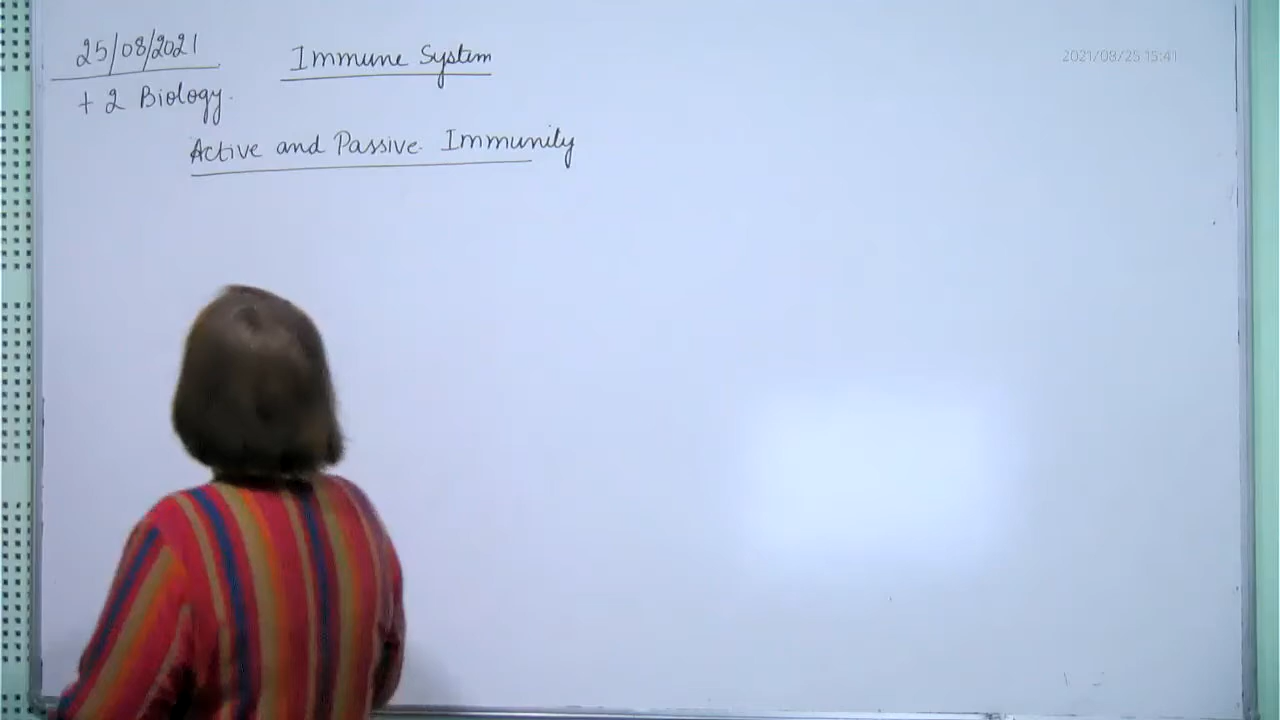 25/08/2021 Immune System
+2 Biology.
Active and Passive Immunity
2021/08/25 15:41